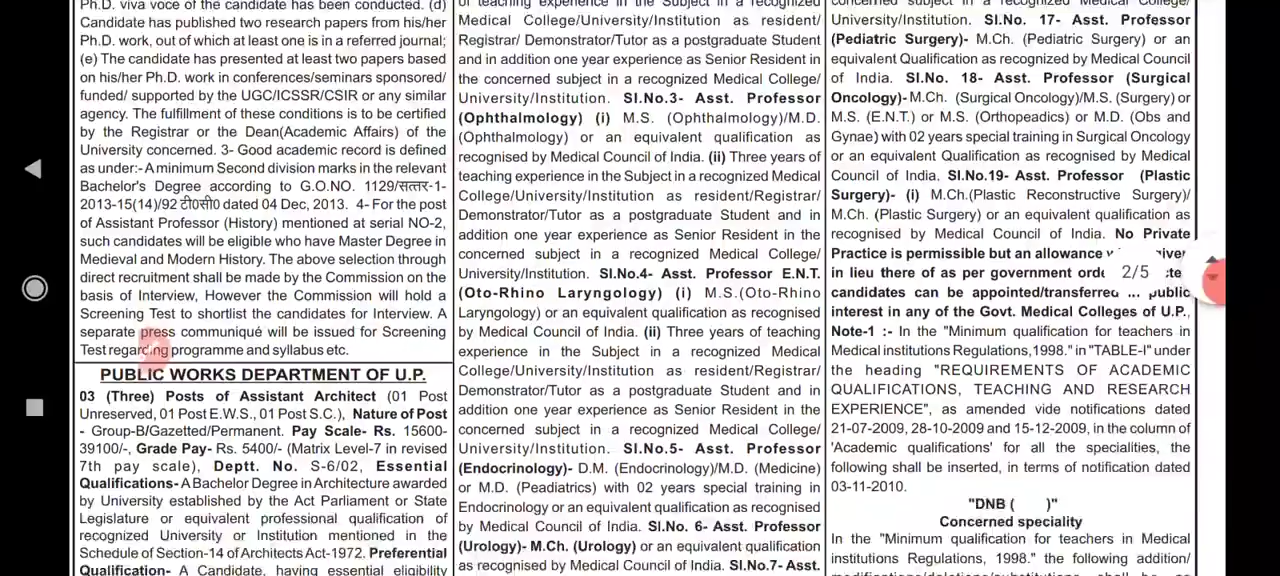 Ph.D. viva voce of the candidate has been conducted. (d)
Candidate has published two research papers from his/her
Ph.D. work, out of which at least one is in a referred journal;
(e) The candidate has presented at least two papers based
on his/her Ph.D. work in conferences/seminars sponsored/
funded/ supported by the UGC/ICSSR/CSIR or any similar
agency. The fulfillment of these conditions is to be certified
by the Registrar or the Dean(Academic Affairs) of the
University concerned. 3- Good academic record is defined
as under:- A minimum Second division marks in the relevant
Bachelor's Degree according to G.O.NO. 1129/सत्तर-1-
2013-15(14)/92 टी0सी0 dated 04 Dec, 2013. 4- For the post
of Assistant Professor (History) mentioned at serial NO-2,
such candidates will be eligible who have Master Degree in
Medieval and Modern History. The above selection through
direct recruitment shall be made by the Commission on the
basis of Interview, However the Commission will hold a
Screening Test to shortlist the candidates for Interview. A
separate press communiqué will be issued for Screening
Test regarding programme and syllabus etc.
PUBLIC WORKS DEPARTMENT OF U.P.
03 (Three) Posts of Assistant Architect (01 Post
Unreserved, 01 Post E.W.S., 01 Post S.C.), Nature of Post
- Group-B/Gazetted/Permanent. Pay Scale- Rs. 15600-
39100/-, Grade Pay- Rs. 5400/- (Matrix Level-7 in revised
7th pay scale), Deptt. No. S-6/02, Essential
Qualifications- A Bachelor Degree in Architecture awarded
by University established by the Act Parliament or State
Legislature or equivalent professional qualification of
recognized University or Institution mentioned in the
Schedule of Section-14 of Architects Act-1972. Preferential
Qualification- A Candidate, having essential eligibility
of teaching experience in the Subject in a recognized
Medical College/University/Institution as resident/
Registrar/ Demonstrator/Tutor as a postgraduate Student
and in addition one year experience as Senior Resident in
the concerned subject in a recognized Medical College/
University/Institution. Sl.No.3- Asst. Professor
(Ophthalmology) (i) M.S. (Ophthalmology)/M.D.
(Ophthalmology) or an equivalent qualification as
recognised by Medical Council of India. (ii) Three years of
teaching experience in the Subject in a recognized Medical
College/University/Institution as resident/Registrar/
Demonstrator/Tutor as a postgraduate Student and in
addition one year experience as Senior Resident in the
concerned subject in a recognized Medical College/
University/Institution. Sl.No.4- Asst. Professor E.N.T.
(Oto-Rhino Laryngology) (i) M.S.(Oto-Rhino
Laryngology) or an equivalent qualification as recognised
by Medical Council of India. (ii) Three years of teaching
experience in the Subject in a recognized Medical
College/University/Institution as resident/Registrar/
Demonstrator/Tutor as a postgraduate Student and in
addition one year experience as Senior Resident in the
concerned subject in a recognized Medical College/
University/Institution. Sl.No.5- Asst. Professor
(Endocrinology)- D.M. (Endocrinology)/M.D. (Medicine)
or M.D. (Peadiatrics) with 02 years special training in
Endocrinology or an equivalent qualification as recognised
by Medical Council of India. Sl.No. 6- Asst. Professor
(Urology)- M.Ch. (Urology) or an equivalent qualification
as recognised by Medical Council of India. Sl.No.7- Asst.
concerned subject in a recognized Medical College/
University/Institution. Sl.No. 17- Asst. Professor
(Pediatric Surgery)- M.Ch. (Pediatric Surgery) or an
equivalent Qualification as recognized by Medical Council
of India. Sl.No. 18- Asst. Professor (Surgical
Oncology)- M.Ch. (Surgical Oncology)/M.S. (Surgery) or
M.S. (E.N.T.) or M.S. (Orthopeadics) or M.D. (Obs and
Gynae) with 02 years special training in Surgical Oncology
or an equivalent Qualification as recognised by Medical
Council of India. Sl.No.19- Asst. Professor (Plastic
Surgery)- (i) M.Ch.(Plastic Reconstructive Surgery)/
M.Ch. (Plastic Surgery) or an equivalent qualification as
recognised by Medical Council of India. No Private
Practice is permissible but an allowance
in lieu there of as per government 2/5
candidates can be appointed/transferred public
interest in any of the Govt. Medical Colleges of U.P.,
Note-1 :- In the "Minimum qualification for teachers in
Medical institutions Regulations,1998." in "TABLE-I" under
the heading "REQUIREMENTS OF ACADEMIC
QUALIFICATIONS, TEACHING AND RESEARCH
EXPERIENCE", as amended vide notifications dated
21-07-2009, 28-10-2009 and 15-12-2009, in the column of
'Academic qualifications' for all the specialities, the
following shall be inserted, in terms of notification dated
03-11-2010.
"DNB ( )"
Concerned speciality
In the "Minimum qualification for teachers in Medical
institutions Regulations, 1998." the following addition/